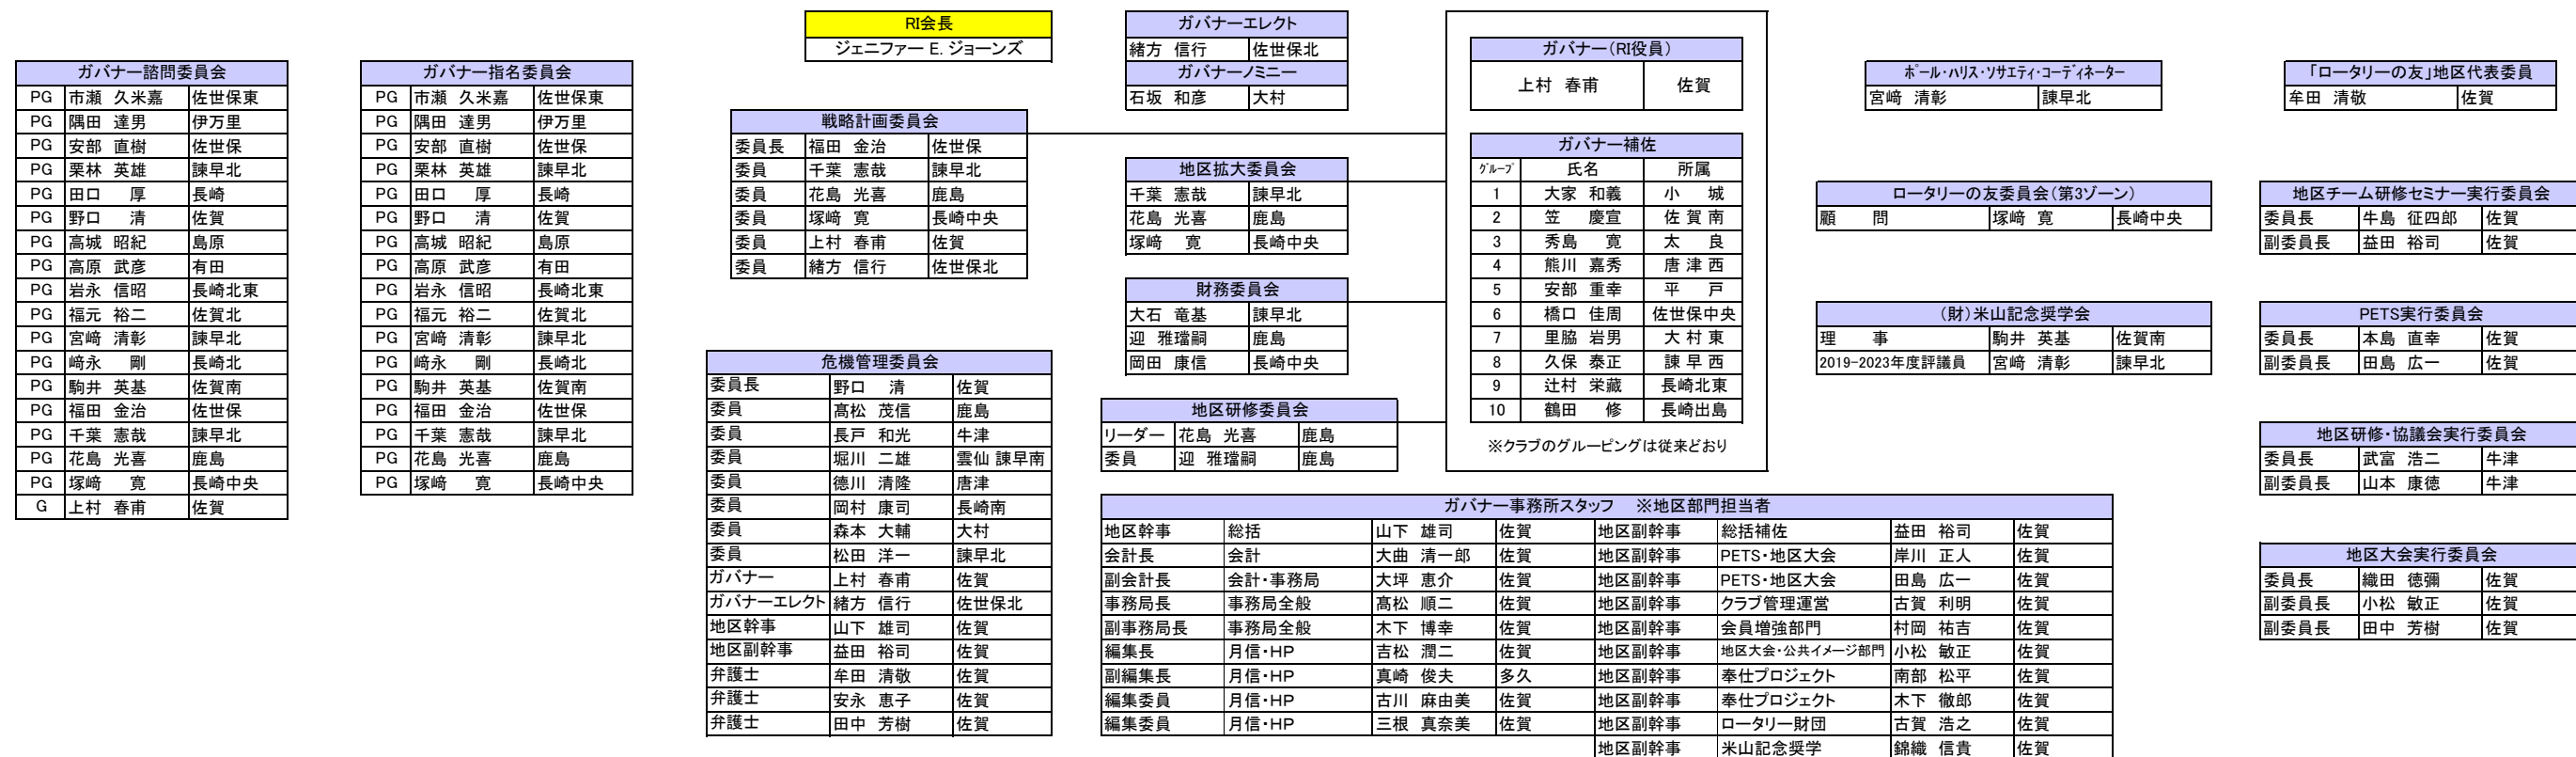 RI会長
ジェニファー E. ジョーンズ
ガバナーエレクト
緒方 信行 佐世保北
ガバナーノミニー
石坂 和彦 大村
ガバナー(RI役員)
上村 春甫 佐賀
ポール・ハリス・ソサエティ・コーディネーター
宮﨑 清彰 諫早北
「ロータリーの友」地区代表委員
牟田 清敬 佐賀
ガバナー諮問委員会
PG 市瀬 久米嘉 佐世保東
PG 隅田 達男 伊万里
PG 安部 直樹 佐世保
PG 栗林 英雄 諫早北
PG 田口 厚 長崎
PG 野口 清 佐賀
PG 高城 昭紀 島原
PG 高原 武彦 有田
PG 岩永 信昭 長崎北東
PG 福元 裕二 佐賀北
PG 宮﨑 清彰 諫早北
PG 﨑永 剛 長崎北
PG 駒井 英基 佐賀南
PG 福田 金治 佐世保
PG 千葉 憲哉 諫早北
PG 花島 光喜 鹿島
PG 塚﨑 寛 長崎中央
G 上村 春甫 佐賀
ガバナー指名委員会
PG 市瀬 久米嘉 佐世保東
PG 隅田 達男 伊万里
PG 安部 直樹 佐世保
PG 栗林 英雄 諫早北
PG 田口 厚 長崎
PG 野口 清 佐賀
PG 高城 昭紀 島原
PG 高原 武彦 有田
PG 岩永 信昭 長崎北東
PG 福元 裕二 佐賀北
PG 宮﨑 清彰 諫早北
PG 﨑永 剛 長崎北
PG 駒井 英基 佐賀南
PG 福田 金治 佐世保
PG 千葉 憲哉 諫早北
PG 花島 光喜 鹿島
PG 塚﨑 寛 長崎中央
戦略計画委員会
委員長 福田 金治 佐世保
委員 千葉 憲哉 諫早北
委員 花島 光喜 鹿島
委員 塚﨑 寛 長崎中央
委員 上村 春甫 佐賀
委員 緒方 信行 佐世保北
危機管理委員会
委員長 野口 清 佐賀
委員 髙松 茂信 鹿島
委員 長戸 和光 牛津
委員 堀川 二雄 雲仙 諫早南
委員 德川 清隆 唐津
委員 岡村 康司 長崎南
委員 森本 大輔 大村
委員 松田 洋一 諫早北
ガバナー 上村 春甫 佐賀
ガバナーエレクト 緒方 信行 佐世保北
地区幹事 山下 雄司 佐賀
地区副幹事 益田 裕司 佐賀
弁護士 牟田 清敬 佐賀
弁護士 安永 恵子 佐賀
弁護士 田中 芳樹 佐賀
地区拡大委員会
千葉 憲哉 諫早北
花島 光喜 鹿島
塚﨑 寛 長崎中央
財務委員会
大石 竜基 諫早北
迎 雅璫嗣 鹿島
岡田 康信 長崎中央
地区研修委員会
リーダー 花島 光喜 鹿島
委員 迎 雅璫嗣 鹿島
ガバナー補佐
グループ 氏名 所属
1 大家 和義 小 城
2 笠 慶宣 佐 賀 南
3 秀島 寛 太 良
4 熊川 嘉秀 唐 津 西
5 安部 重幸 平 戸
6 橋口 佳周 佐世保中央
7 里脇 岩男 大 村 東
8 久保 泰正 諫 早 西
9 辻村 栄蔵 長崎北東
10 鶴田 修 長崎出島
※クラブのグルーピングは従来どおり
ロータリーの友委員会(第3ゾーン)
顧 問 塚﨑 寛 長崎中央
(財)米山記念奨学会
理 事 駒井 英基 佐賀南
2019-2023年度評議員 宮﨑 清彰 諫早北
地区チーム研修セミナー実行委員会
委員長 牛島 征四郎 佐賀
副委員長 益田 裕司 佐賀
PETS実行委員会
委員長 本島 直幸 佐賀
副委員長 田島 広一 佐賀
地区研修・協議会実行委員会
委員長 武富 浩二 牛津
副委員長 山本 康徳 牛津
地区大会実行委員会
委員長 織田 徳彌 佐賀
副委員長 小松 敏正 佐賀
副委員長 田中 芳樹 佐賀
ガバナー事務所スタッフ ※地区部門担当者
地区幹事 総括 山下 雄司 佐賀 地区副幹事 総括補佐 益田 裕司 佐賀
会計長 会計 大曲 清一郎 佐賀 地区副幹事 PETS・地区大会 岸川 正人 佐賀
副会計長 会計・事務局 大坪 恵介 佐賀 地区副幹事 PETS・地区大会 田島 広一 佐賀
事務局長 事務局全般 髙松 順二 佐賀 地区副幹事 クラブ管理運営 古賀 利明 佐賀
副事務局長 事務局全般 木下 博幸 佐賀 地区副幹事 会員増強部門 村岡 祐吉 佐賀
編集長 月信・HP 吉松 潤二 佐賀 地区副幹事 地区大会・公共イメージ部門 小松 敏正 佐賀
副編集長 月信・HP 真崎 俊夫 多久 地区副幹事 奉仕プロジェクト 南部 松平 佐賀
編集委員 月信・HP 古川 麻由美 佐賀 地区副幹事 奉仕プロジェクト 木下 徹郎 佐賀
編集委員 月信・HP 三根 真奈美 佐賀 地区副幹事 ロータリー財団 古賀 浩之 佐賀
地区副幹事 米山記念奨学 錦織 信貴 佐賀